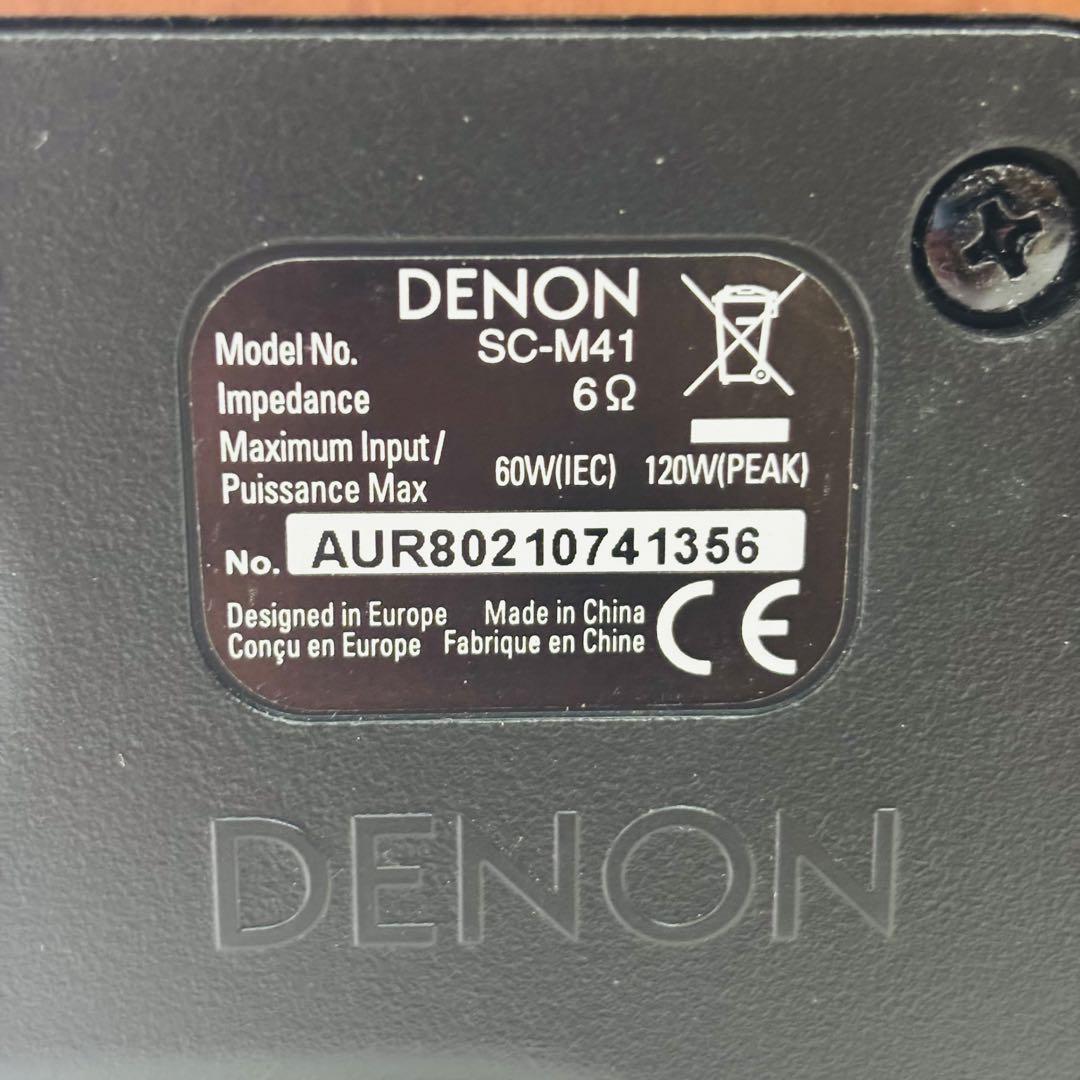 DENON
Model No. SC-M41
Impedance 6Ω
Maximum Input/
Puissance Max 60W(IEC) 120W(PEAK)
No. AUR80210741356
Designed in Europe Made in China
Conçu en Europe Fabrique en Chine
CE
DENON